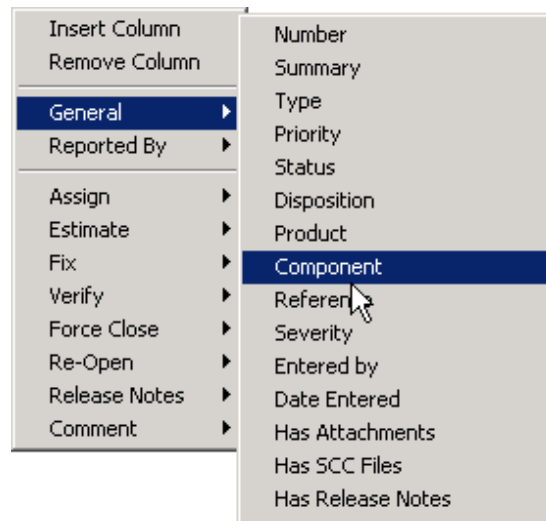 Insert Column
Remove Column
General
Reported By
Assign
Estimate
Fix
Verify
Force Close
Re-Open
Release Notes
Comment
Number
Summary
Type
Priority
Status
Disposition
Product
Component
Reference
Severity
Entered by
Date Entered
Has Attachments
Has SCC Files
Has Release Notes